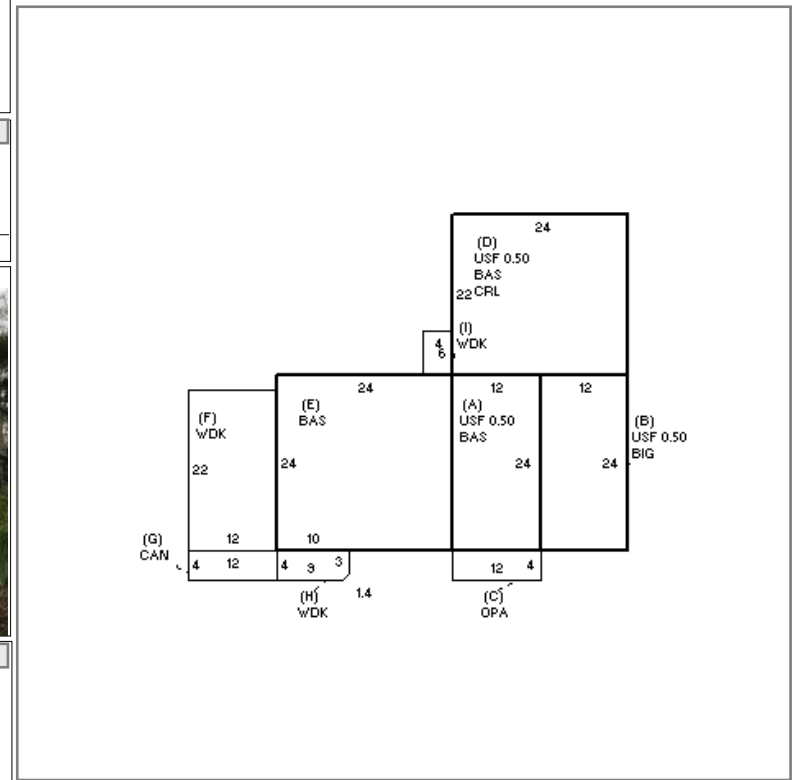 24
(D)
USF 0.50
BAS
22 CRL
(I)
4 WDK
6
24 12 12
(F) (E) (A) (B)
WDK BAS USF 0.50 USF 0.50
BAS BIG
22 24 24 24
(G) 12 10
CAN
4 12 4 9 3 12 4
(H) 1.4 (C)
WDK OPA